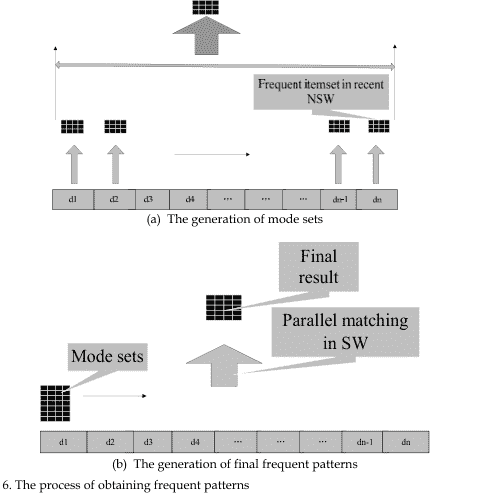 Frequent itemset in recent
NSW
d1 d2 d3 d4 ... ... ... dn-1 dn
(a) The generation of mode sets
Final
result
Parallel matching
in SW
Mode sets
d1 d2 d3 d4 ... ... ... dn-1 dn
(b) The generation of final frequent patterns
6. The process of obtaining frequent patterns